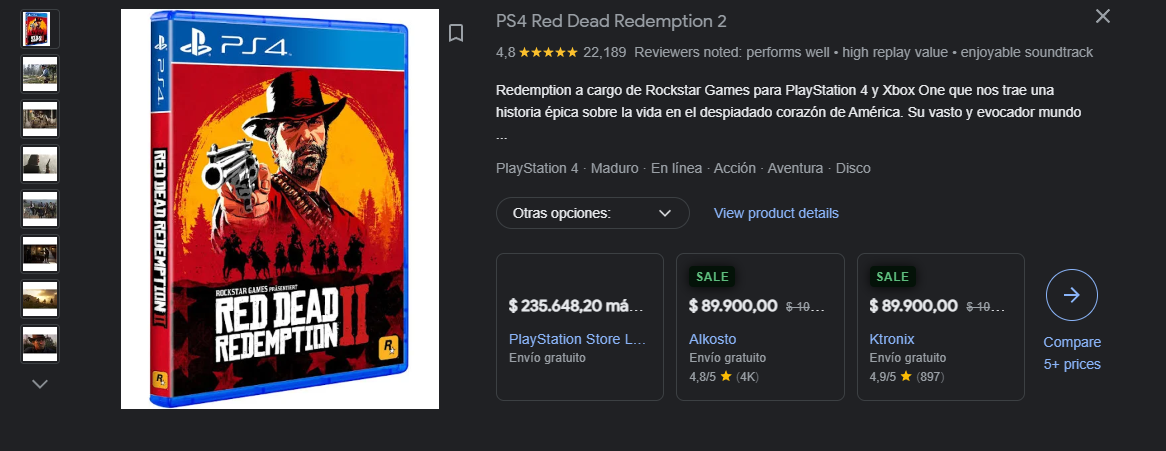 PS4 Red Dead Redemption 2
4,8 ★★★★★ 22,189 Reviewers noted: performs well • high replay value • enjoyable soundtrack
Redemption a cargo de Rockstar Games para PlayStation 4 y Xbox One que nos trae una
historia épica sobre la vida en el despiadado corazón de América. Su vasto y evocador mundo
...
PlayStation 4 · Maduro · En línea · Acción · Aventura · Disco
Otras opciones:
View product details
$ 235.648,20 má...
PlayStation Store L...
Envío gratuito
SALE
$ 89.900,00 $ 19...
Alkosto
Envío gratuito
4,8/5 ★ (4K)
SALE
$ 89.900,00 $ 19...
Ktronix
Envío gratuito
4,9/5 ★ (897)
Compare
5+ prices
PS4
PS4
RED DEAD REDEMPTION II
ROCKSTAR GAMES PRÄSENTIERT
RED DEAD
REDEMPTION II
R
R